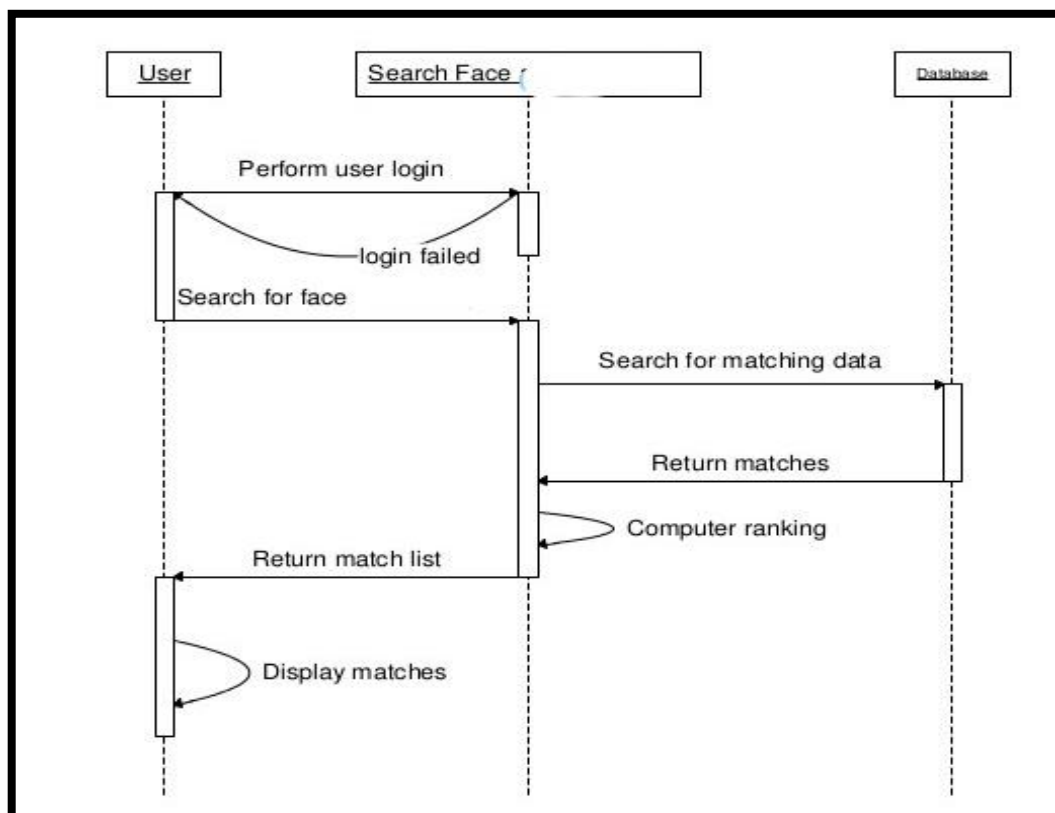 User
Search Face
Database
Perform user login
login failed
Search for face
Search for matching data
Return matches
Computer ranking
Return match list
Display matches